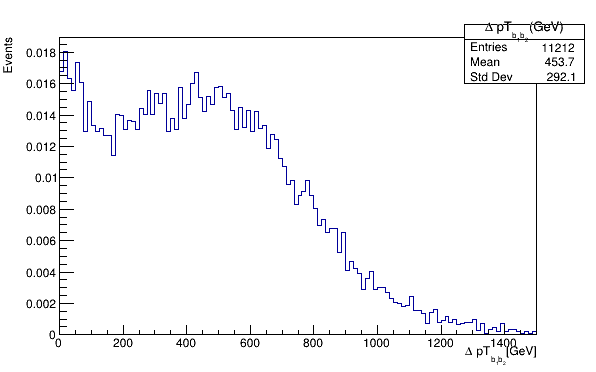 Δ pT_b₁b₂ (GeV)
Entries 11212
Mean 453.7
Std Dev 292.1
Events
0.018
0.016
0.014
0.012
0.01
0.008
0.006
0.004
0.002
0
0 200 400 600 800 1000 1200 1400
Δ pT_b₁b₂ [GeV]